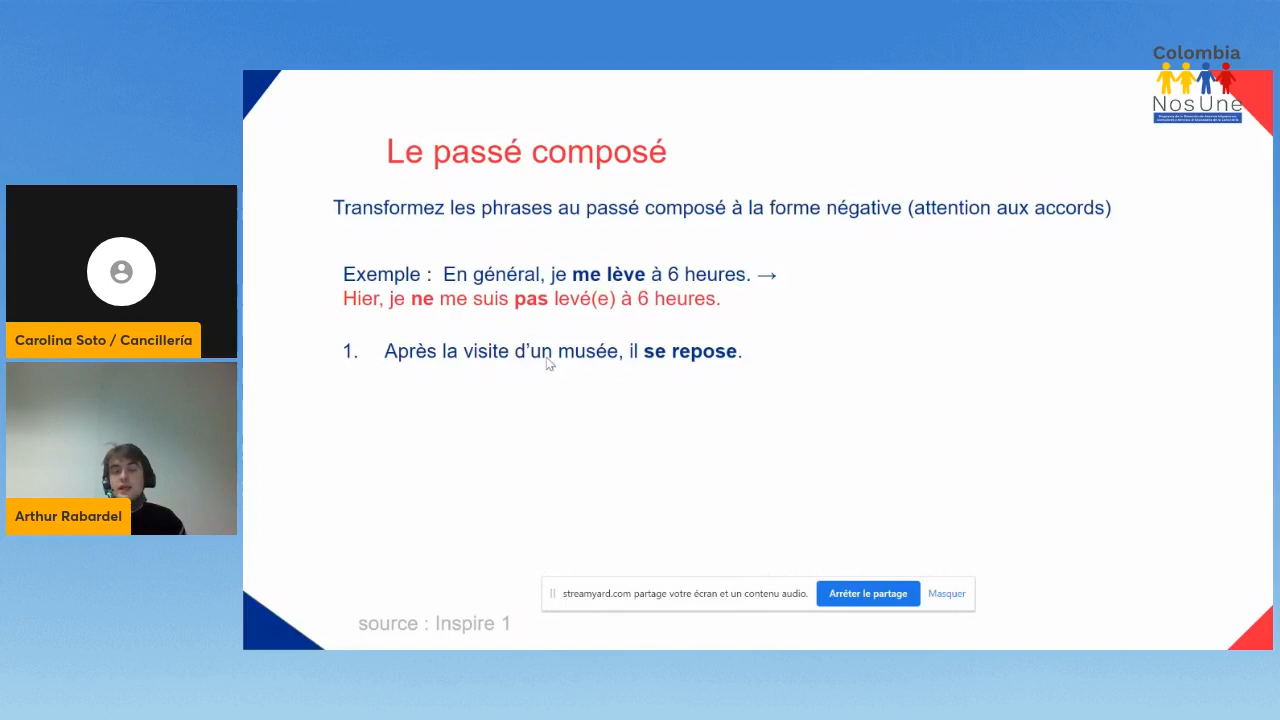 Colombia
NosUne
Le passé composé
Transformez les phrases au passé composé à la forme négative (attention aux accords)
Exemple : En général, je me lève à 6 heures. →
Hier, je ne me suis pas levé(e) à 6 heures.
1. Après la visite d'un musée, il se repose.
Carolina Soto / Cancillería
Arthur Rabardel
streamyard.com partage votre écran et un contenu audio.
Arrêter le partage
Masquer
source : Inspire 1